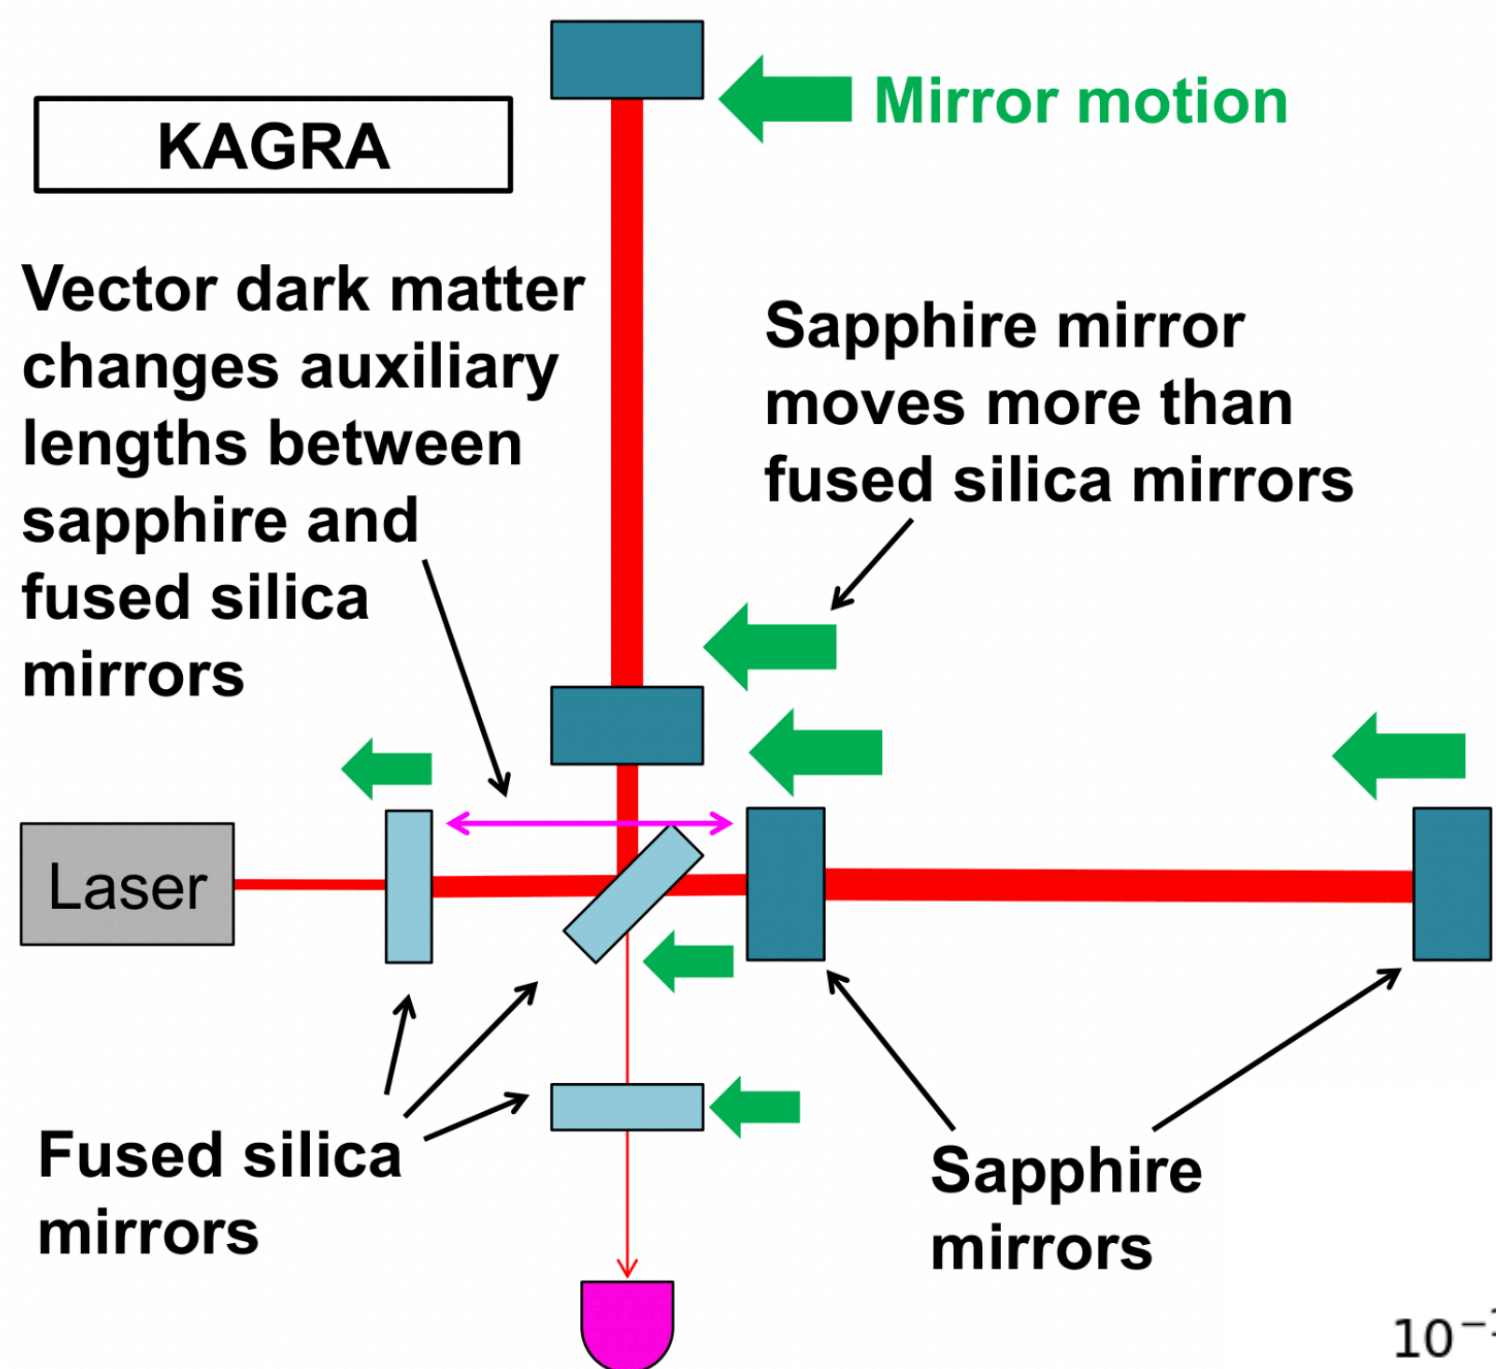 KAGRA
Mirror motion
Vector dark matter
changes auxiliary
lengths between
sapphire and
fused silica
mirrors
Sapphire mirror
moves more than
fused silica mirrors
Laser
Fused silica
mirrors
Sapphire
mirrors